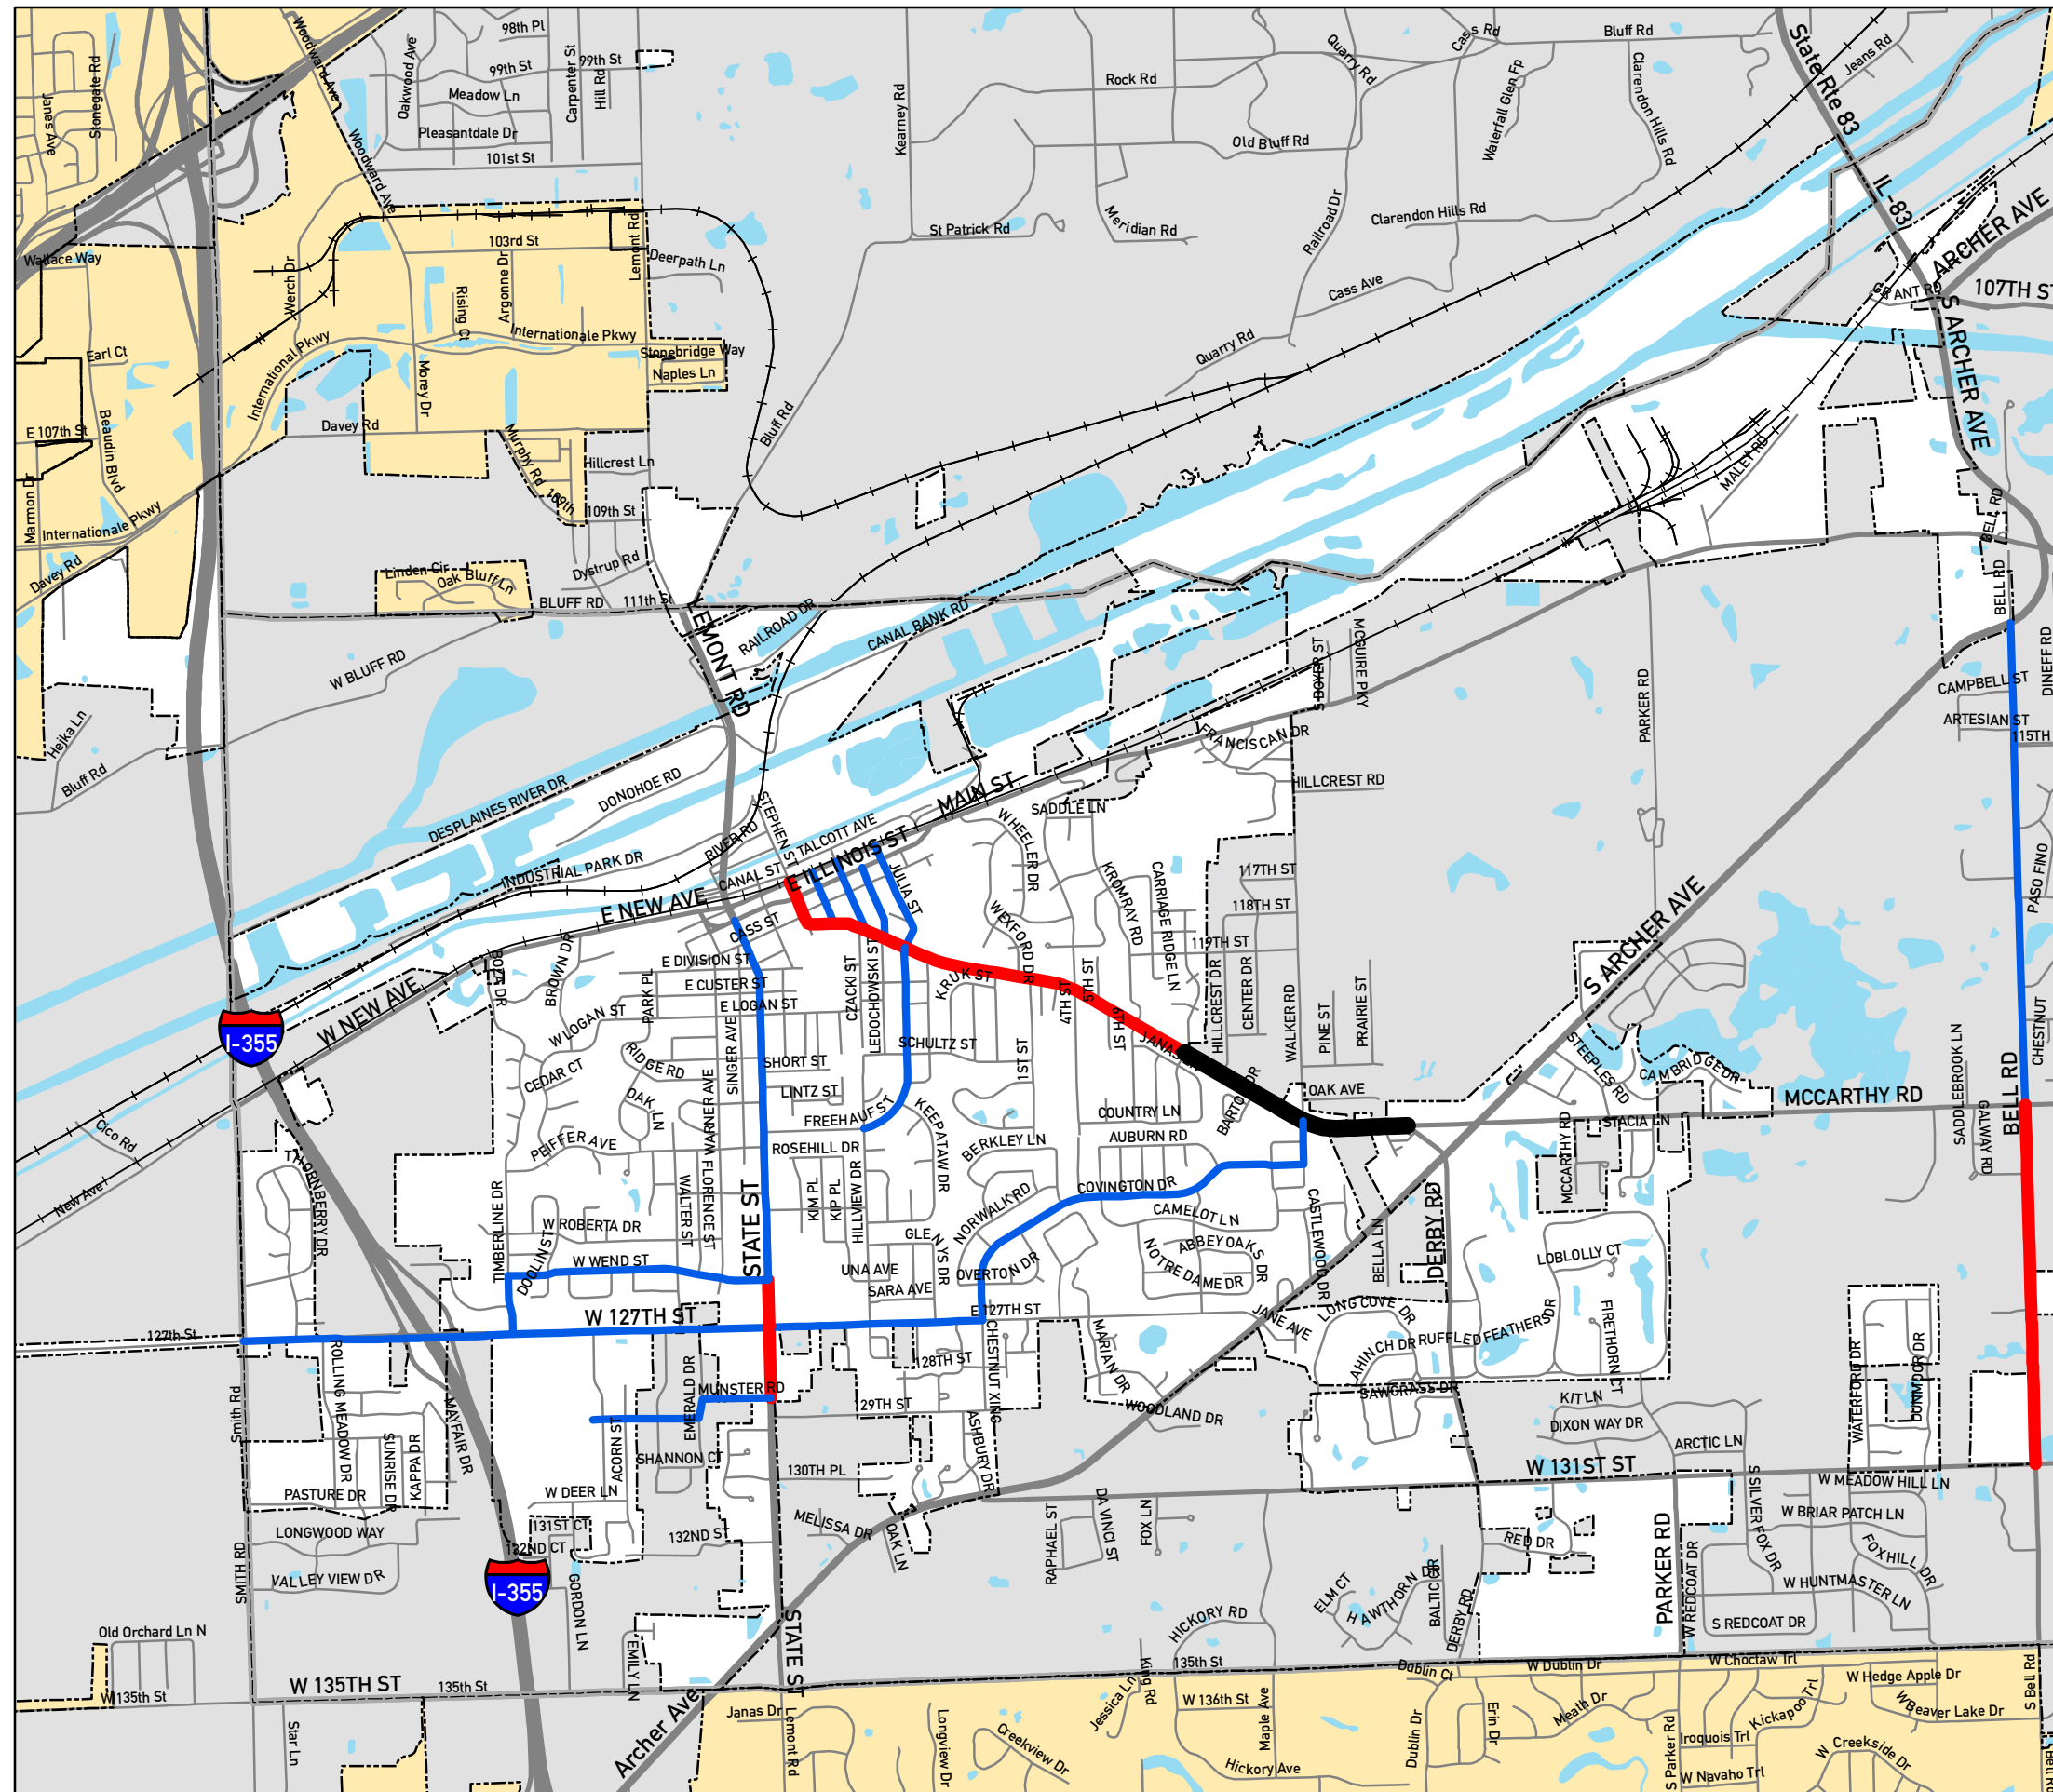 98th Pl
99th St
99th St
Carpenter St
Hill Rd
Oakwood Ave
Meadow Ln
Pleasantdale Dr
101st St
Woodward Ave
Woodward Ave
Janes Ave
Stonegate Rd
Kearney Rd
Rock Rd
Quarry Rd
Cass Rd
Bluff Rd
Waterfall Glen Fp
Clarendon Hills Rd
Old Bluff Rd
State Rte 83
Jeans Rd
IL-83
ARCHER AVE
GRANT RD
107TH ST
S ARCHER AVE
Wallace Way
Werch Dr
103rd St
Argonne Dr
Rising Ct
Lemont Rd
Deerpath Ln
St Patrick Rd
Meridian Rd
Railroad Dr
Clarendon Hills Rd
Cass Ave
Quarry Rd
Earl Ct
International Pkwy
Internationale Pkwy
Stonebridge Way
Naples Ln
Morey Dr
Davey Rd
E 107th St
Beaudin Blvd
Marmon Dr
Internationale Pkwy
Davey Rd
Murphy Rd
109th
Hillcrest Ln
109th St
Bluff Rd
Dystrup Rd
Linden Cir
Oak Bluff Ln
BLUFF RD
111th St
LEMONT RD
RAILROAD DR
CANAL BANK RD
MALEY RD
BELL RD
BELL RD
W BLUFF RD
Hejka Ln
Bluff Rd
S BOYER ST
MCGUIRE PKY
PARKER RD
CAMPBELL ST
ARTESIAN ST
DINEFF RD
115TH
FRANCISCAN DR
HILLCREST RD
DESPLAINES RIVER DR
DONOHOE RD
STEPHEN ST
RIVER RD
TALCOTT AVE
MAIN ST
SADDLE LN
WHEELER DR
E ILLINOIS ST
INDUSTRIAL PARK DR
CANAL ST
E NEW AVE
CASS ST
JULIA ST
KROMRAY RD
CARRIAGE RIDGE LN
117TH ST
118TH ST
119TH ST
PASO FINO
WEXFORD DR
S ARCHER AVE
BOZA DR
BROWN DR
E DIVISION ST
E CUSTER ST
E LOGAN ST
PARK PL
W LOGAN ST
CZACKI ST
LEDOCHOWSKI ST
KRUK ST
4TH ST
5TH ST
6TH ST
JANAS
HILLCREST DR
CENTER DR
WALKER RD
PINE ST
PRAIRIE ST
I-355
W NEW AVE
CEDAR CT
RIDGE RD
OAK LN
SINGER AVE
SHORT ST
SCHULTZ ST
LINTZ ST
FREEHAUF ST
1ST ST
STEEPLES RD
CAMBRIDGE DR
OAK AVE
MCCARTHY RD
SADDLEBROOK LN
GALWAY RD
BELL RD
CHESTNUT
Cico Rd
New Ave
THORNBERRY DR
PEIFFER AVE
WARNER AVE
FLORENCE ST
WALTER ST
ROSEHILL DR
KIM PL
KIP PL
HILLVIEW DR
KEEPATAW DR
BERKLEY LN
COUNTRY LN
AUBURN RD
STACIA LN
MCCARTHY RD
COVINGTON DR
NORWALK RD
CAMELOT LN
ABBEY OAKS DR
NOTRE DAME DR
CASTLEWOOD DR
BELLA LN
DERBY RD
LOBLOLLY CT
TIMBERLINE DR
DOOLIN ST
W ROBERTA DR
W WEND ST
STATE ST
GLENYS DR
UNA AVE
SARA AVE
OVERTON DR
127th St
W 127TH ST
E 127TH ST
JANE AVE
LONG COVE DR
LAHINCH DR
RUFFLED FEATHERS DR
FIRETHORN CT
WATERFORD DR
DUNMOOR DR
Smith Rd
ROLLING MEADOW DR
MAYFAIR DR
EMERALD DR
MUNSTER RD
128TH ST
129TH ST
CHESTNUT XING
MARIAN DR
WOODLAND DR
SAWGRASS DR
KIT LN
DIXON WAY DR
ARCTIC LN
SUNRISE DR
KAPPA DR
ACORN ST
SHANNON CT
ASHBURY DR
130TH PL
PASTURE DR
W DEER LN
W 131ST ST
W MEADOW HILL LN
LONGWOOD WAY
131ST CT
132ND CT
132ND ST
MELISSA DR
OAK LN
RAPHAEL ST
DA VINCI ST
FOX LN
RED DR
S SILVER FOX DR
W BRIAR PATCH LN
FOXHILL DR
SMITH RD
VALLEY VIEW DR
I-355
GORDON LN
ELM CT
HAWTHORN DR
BALTIC
DERBY RD
PARKER RD
W REDCOAT DR
W HUNTMASTER LN
S REDCOAT DR
Old Orchard Ln N
EMILY LN
STATE ST
HICKORY RD
W 135th St
W 135TH ST
135th St
135th St
Dublin Ct
W Dublin Dr
W Choctaw Trl
W Hedge Apple Dr
S Bell Rd
Star Ln
Archer Ave
Janas Dr
Lemont Rd
Longview Dr
Creekview Dr
Jessica Ln
King Rd
W 136th St
Maple Ave
Hickory Ave
Dublin Dr
Erin Dr
Meath Dr
S Parker Rd
Iroquois Trl
Kickapoo Trl
W Beaver Lake Dr
W Creekside Dr
W Navaho Trl